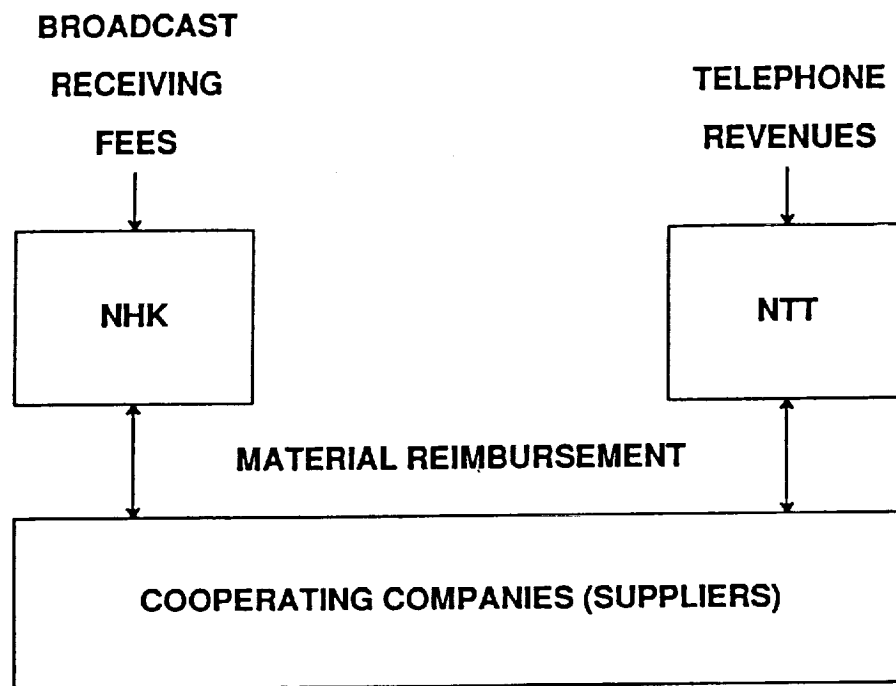 BROADCAST
RECEIVING
FEES
TELEPHONE
REVENUES
NHK
NTT
MATERIAL REIMBURSEMENT
COOPERATING COMPANIES (SUPPLIERS)